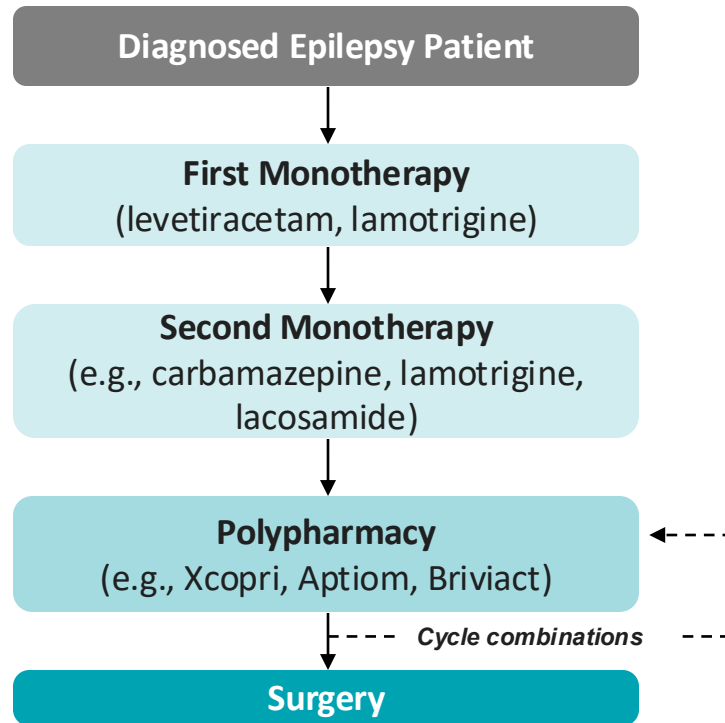 Diagnosed Epilepsy Patient
First Monotherapy
(levetiracetam, lamotrigine)
Second Monotherapy
(e.g., carbamazepine, lamotrigine,
lacosamide)
Polypharmacy
(e.g., Xcopri, Aptiom, Briviact)
Cycle combinations
Surgery